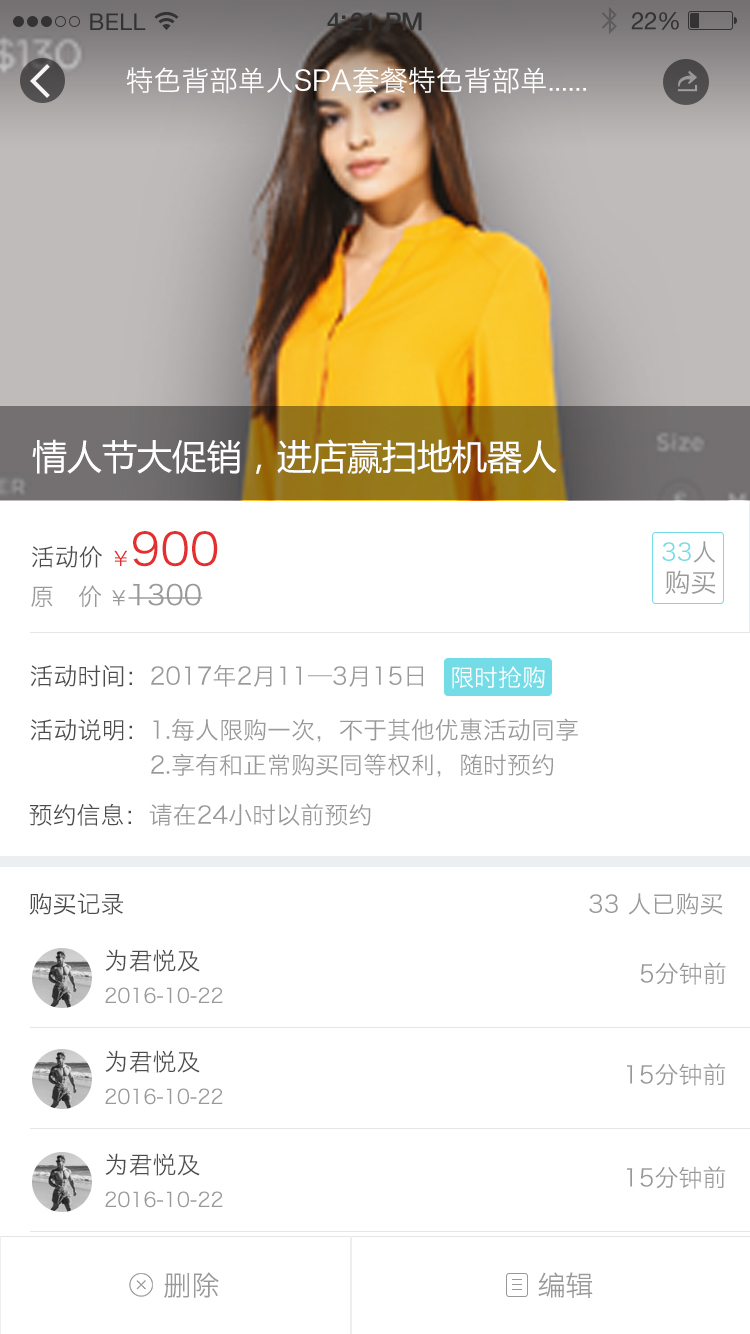 BELL
4:21 PM
22%
$130
特色背部单人SPA套餐特色背部单......
Size
情人节大促销，进店赢扫地机器人
ER
S
M
活动价 ¥900
33人
购买
原 价 ¥1300
活动时间：2017年2月11—3月15日 限时抢购
活动说明：1.每人限购一次，不于其他优惠活动同享
2.享有和正常购买同等权利，随时预约
预约信息：请在24小时以前预约
购买记录 33 人已购买
为君悦及
2016-10-22
5分钟前
为君悦及
2016-10-22
15分钟前
为君悦及
2016-10-22
15分钟前
删除 编辑